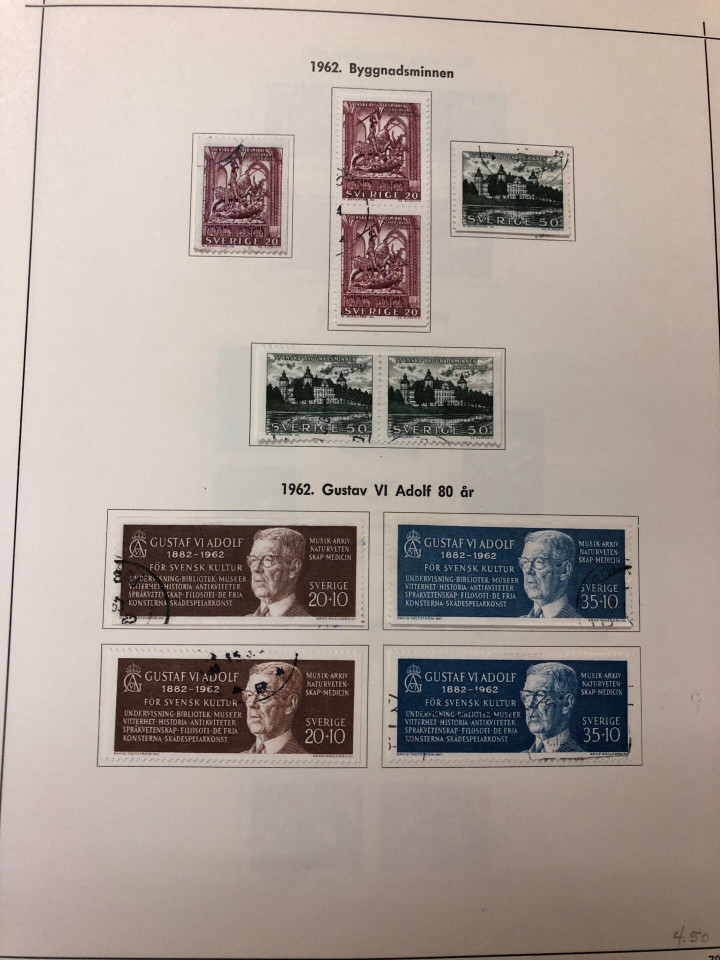 1962. Byggnadsminnen
SVERIGE 20
SVERIGE 20
SVERIGE 20
SVERIGE 50
SVENSKA BYGGNADSMINNEN
SVERIGE 50
SVENSKA BYGGNADSMINNEN
SVERIGE 50
1962. Gustav VI Adolf 80 år
GUSTAF VI ADOLF
1882-1962
FÖR SVENSK KULTUR
UNDERVISNING·BIBLIOTEK·MUSEER
VITTERHET·HISTORIA·ANTIKVITETER
SPRÅKVETENSKAP·FILOSOFI·DE FRIA
KONSTERNA·SKÅDESPELARKONST
MUSIK·ARKIV
NATURVETEN-
SKAP·MEDICIN
SVERIGE
20+10
GUSTAF VI ADOLF
1882-1962
FÖR SVENSK KULTUR
UNDERVISNING·BIBLIOTEK·MUSEER
VITTERHET·HISTORIA·ANTIKVITETER
SPRÅKVETENSKAP·FILOSOFI·DE FRIA
KONSTERNA·SKÅDESPELARKONST
MUSIK·ARKIV
NATURVETEN-
SKAP·MEDICIN
SVERIGE
35+10
GUSTAF VI ADOLF
1882-1962
FÖR SVENSK KULTUR
UNDERVISNING·BIBLIOTEK·MUSEER
VITTERHET·HISTORIA·ANTIKVITETER
SPRÅKVETENSKAP·FILOSOFI·DE FRIA
KONSTERNA·SKÅDESPELARKONST
MUSIK·ARKIV
NATURVETEN-
SKAP·MEDICIN
SVERIGE
20+10
GUSTAF VI ADOLF
1882-1962
FÖR SVENSK KULTUR
UNDERVISNING·BIBLIOTEK·MUSEER
VITTERHET·HISTORIA·ANTIKVITETER
SPRÅKVETENSKAP·FILOSOFI·DE FRIA
KONSTERNA·SKÅDESPELARKONST
MUSIK·ARKIV
NATURVETEN-
SKAP·MEDICIN
SVERIGE
35+10
4.50